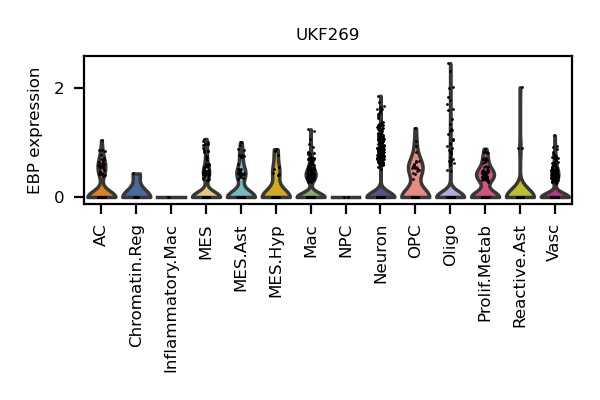 UKF269
EBP expression
2
0
AC
Chromatin.Reg
Inflammatory.Mac
MES
MES.Ast
MES.Hyp
Mac
NPC
Neuron
OPC
Oligo
Prolif.Metab
Reactive.Ast
Vasc